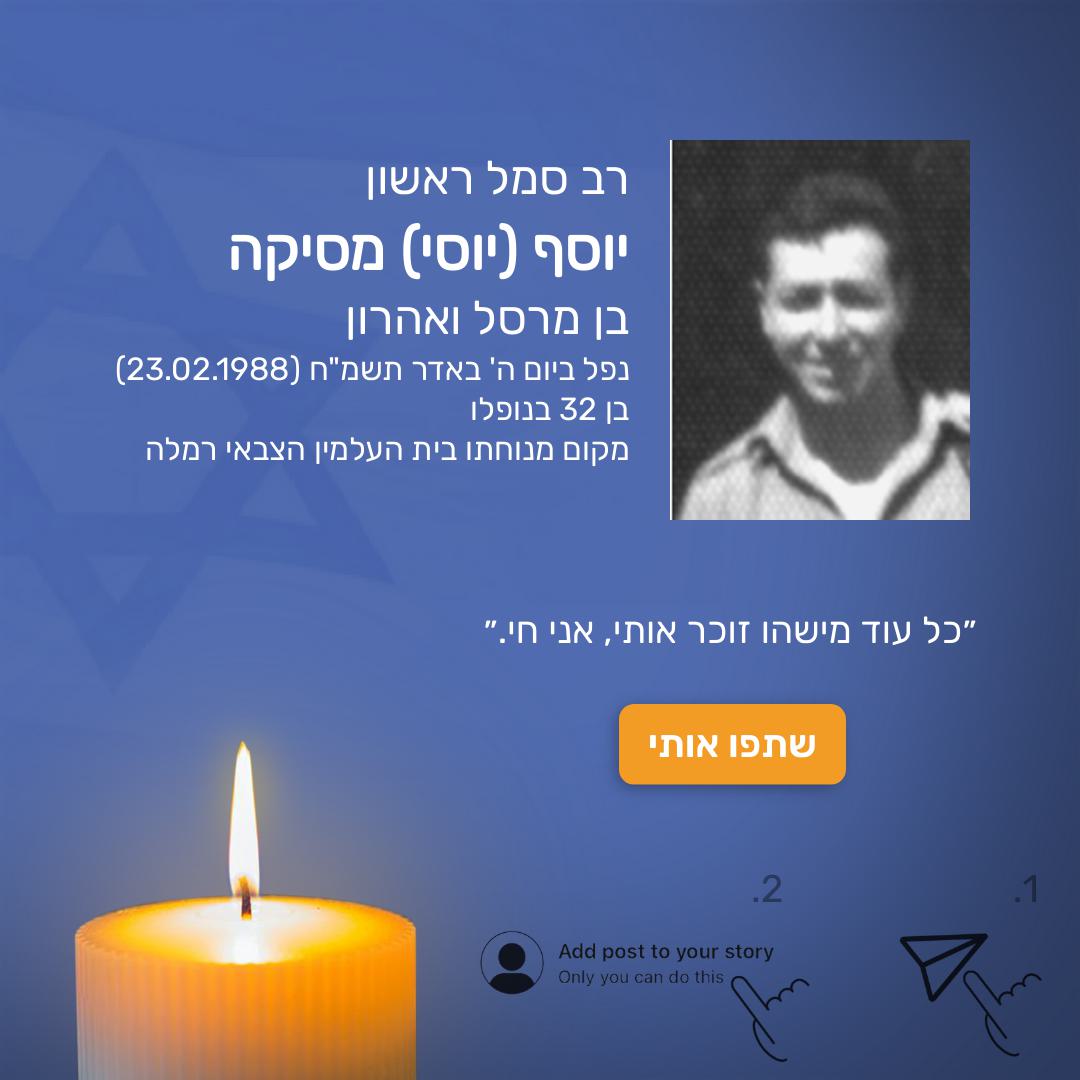 רב סמל ראשון
יוסף (יוסי) מסיקה
בן מרסל ואהרון
נפל ביום ה' באדר תשמ"ח (23.02.1988)
בן 32 בנופלו
מקום מנוחתו בית העלמין הצבאי רמלה
״כל עוד מישהו זוכר אותי, אני חי.״
שתפו אותי
.1
.2
Add post to your story
Only you can do this